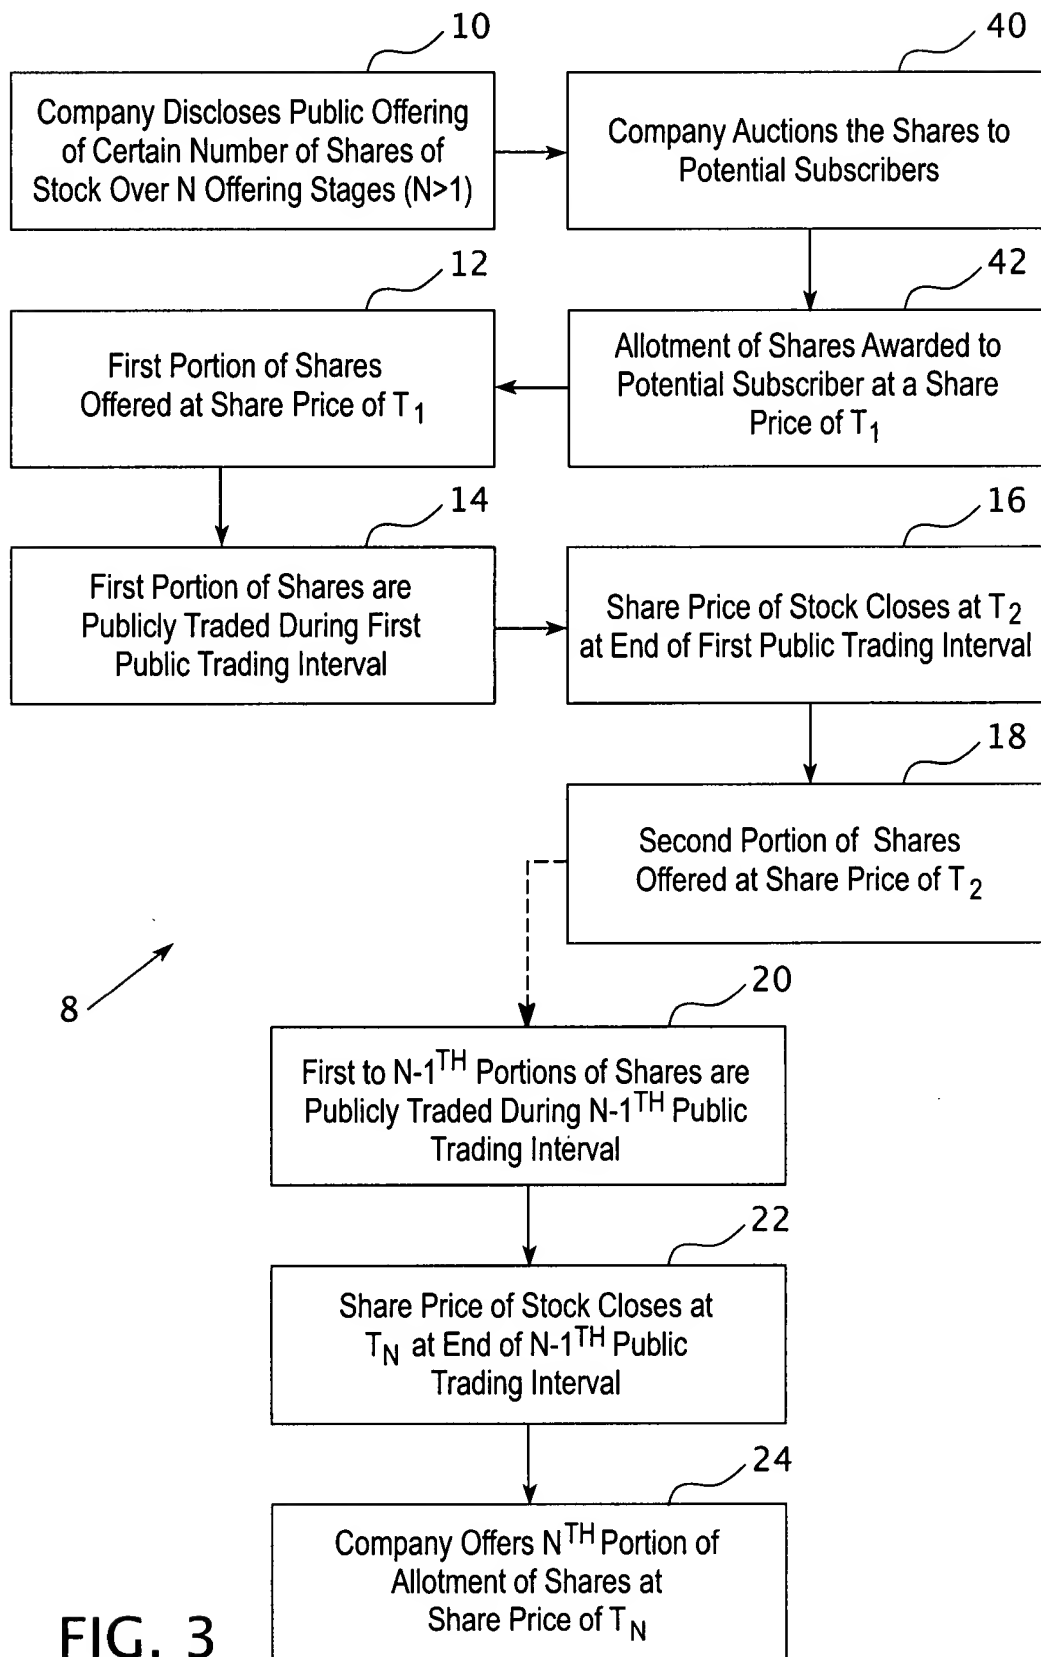 10
Company Discloses Public Offering
of Certain Number of Shares of
Stock Over N Offering Stages (N>1)
40
Company Auctions the Shares to
Potential Subscribers
42
Allotment of Shares Awarded to
Potential Subscriber at a Share
Price of T1
12
First Portion of Shares
Offered at Share Price of T1
14
First Portion of Shares are
Publicly Traded During First
Public Trading Interval
16
Share Price of Stock Closes at T2
at End of First Public Trading Interval
18
Second Portion of Shares
Offered at Share Price of T2
8
20
First to N-1TH Portions of Shares are
Publicly Traded During N-1TH Public
Trading Interval
22
Share Price of Stock Closes at
TN at End of N-1TH Public
Trading Interval
24
Company Offers NTH Portion of
Allotment of Shares at
Share Price of TN
FIG. 3